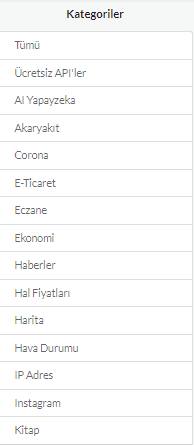 Kategoriler
Tümü
Ücretsiz API'ler
AI Yapayzeka
Akaryakıt
Corona
E-Ticaret
Eczane
Ekonomi
Haberler
Hal Fiyatları
Harita
Hava Durumu
IP Adres
Instagram
Kitap